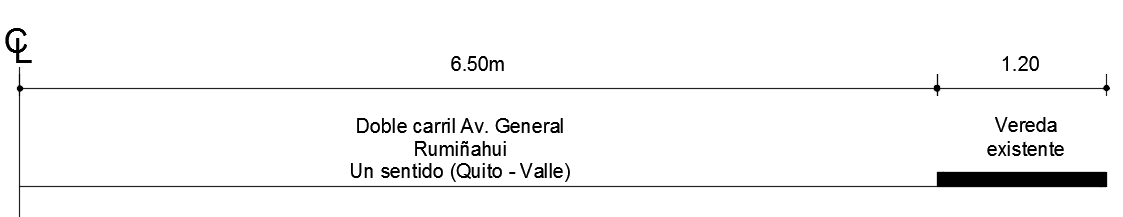 CL
6.50m
1.20
Doble carril Av. General
Rumiñahui
Un sentido (Quito - Valle)
Vereda
existente